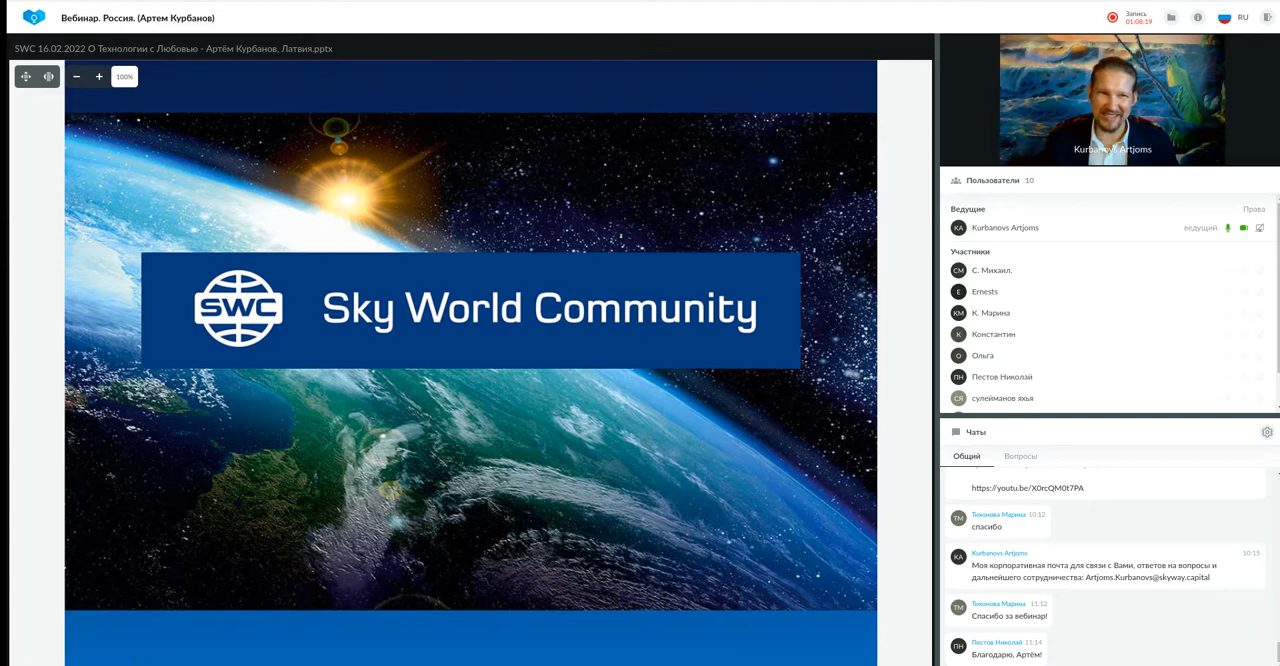 Вебинар. Россия. (Артем Курбанов)
Запись
01:08:19
RU
SWC 16.02.2022 О Технологии с Любовью - Артём Курбанов, Латвия.pptx
100%
SWC
Sky World Community
Kurbanovs Artjoms
Пользователи 10
Ведущие
Права
KA Kurbanovs Artjoms
ведущий
Участники
СМ С. Михаил.
E Ernests
КМ К. Марина
К Константин
О Ольга
ПН Пестов Николай
СЯ сулейманов яхья
Чаты
Общий
Вопросы
https://youtu.be/X0rcQM0t7PA
ТМ Тихонова Марина 10:12
спасибо
KA Kurbanovs Artjoms 10:15
Моя корпоративная почта для связи с Вами, ответов на вопросы и
дальнейшего сотрудничества: Artjoms.Kurbanovs@skyway.capital
ТМ Тихонова Марина 11:12
Спасибо за вебинар!
ПН Пестов Николай 11:14
Благодарю, Артём!